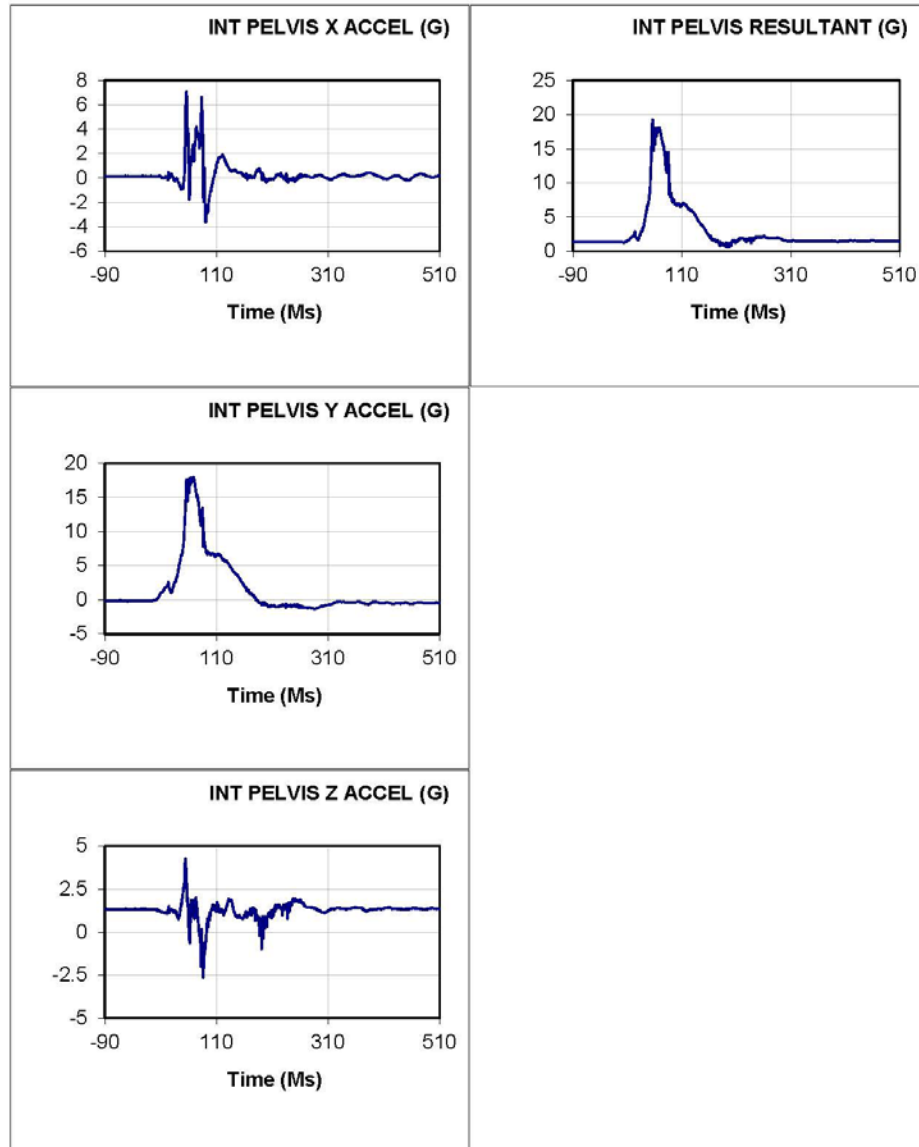 INT PELVIS X ACCEL (G)
8
6
4
2
0
-2
-4
-6
-90 110 310 510
Time (Ms)
INT PELVIS RESULTANT (G)
25
20
15
10
5
0
-90 110 310 510
Time (Ms)
INT PELVIS Y ACCEL (G)
20
15
10
5
0
-5
-90 110 310 510
Time (Ms)
INT PELVIS Z ACCEL (G)
5
2.5
0
-2.5
-5
-90 110 310 510
Time (Ms)